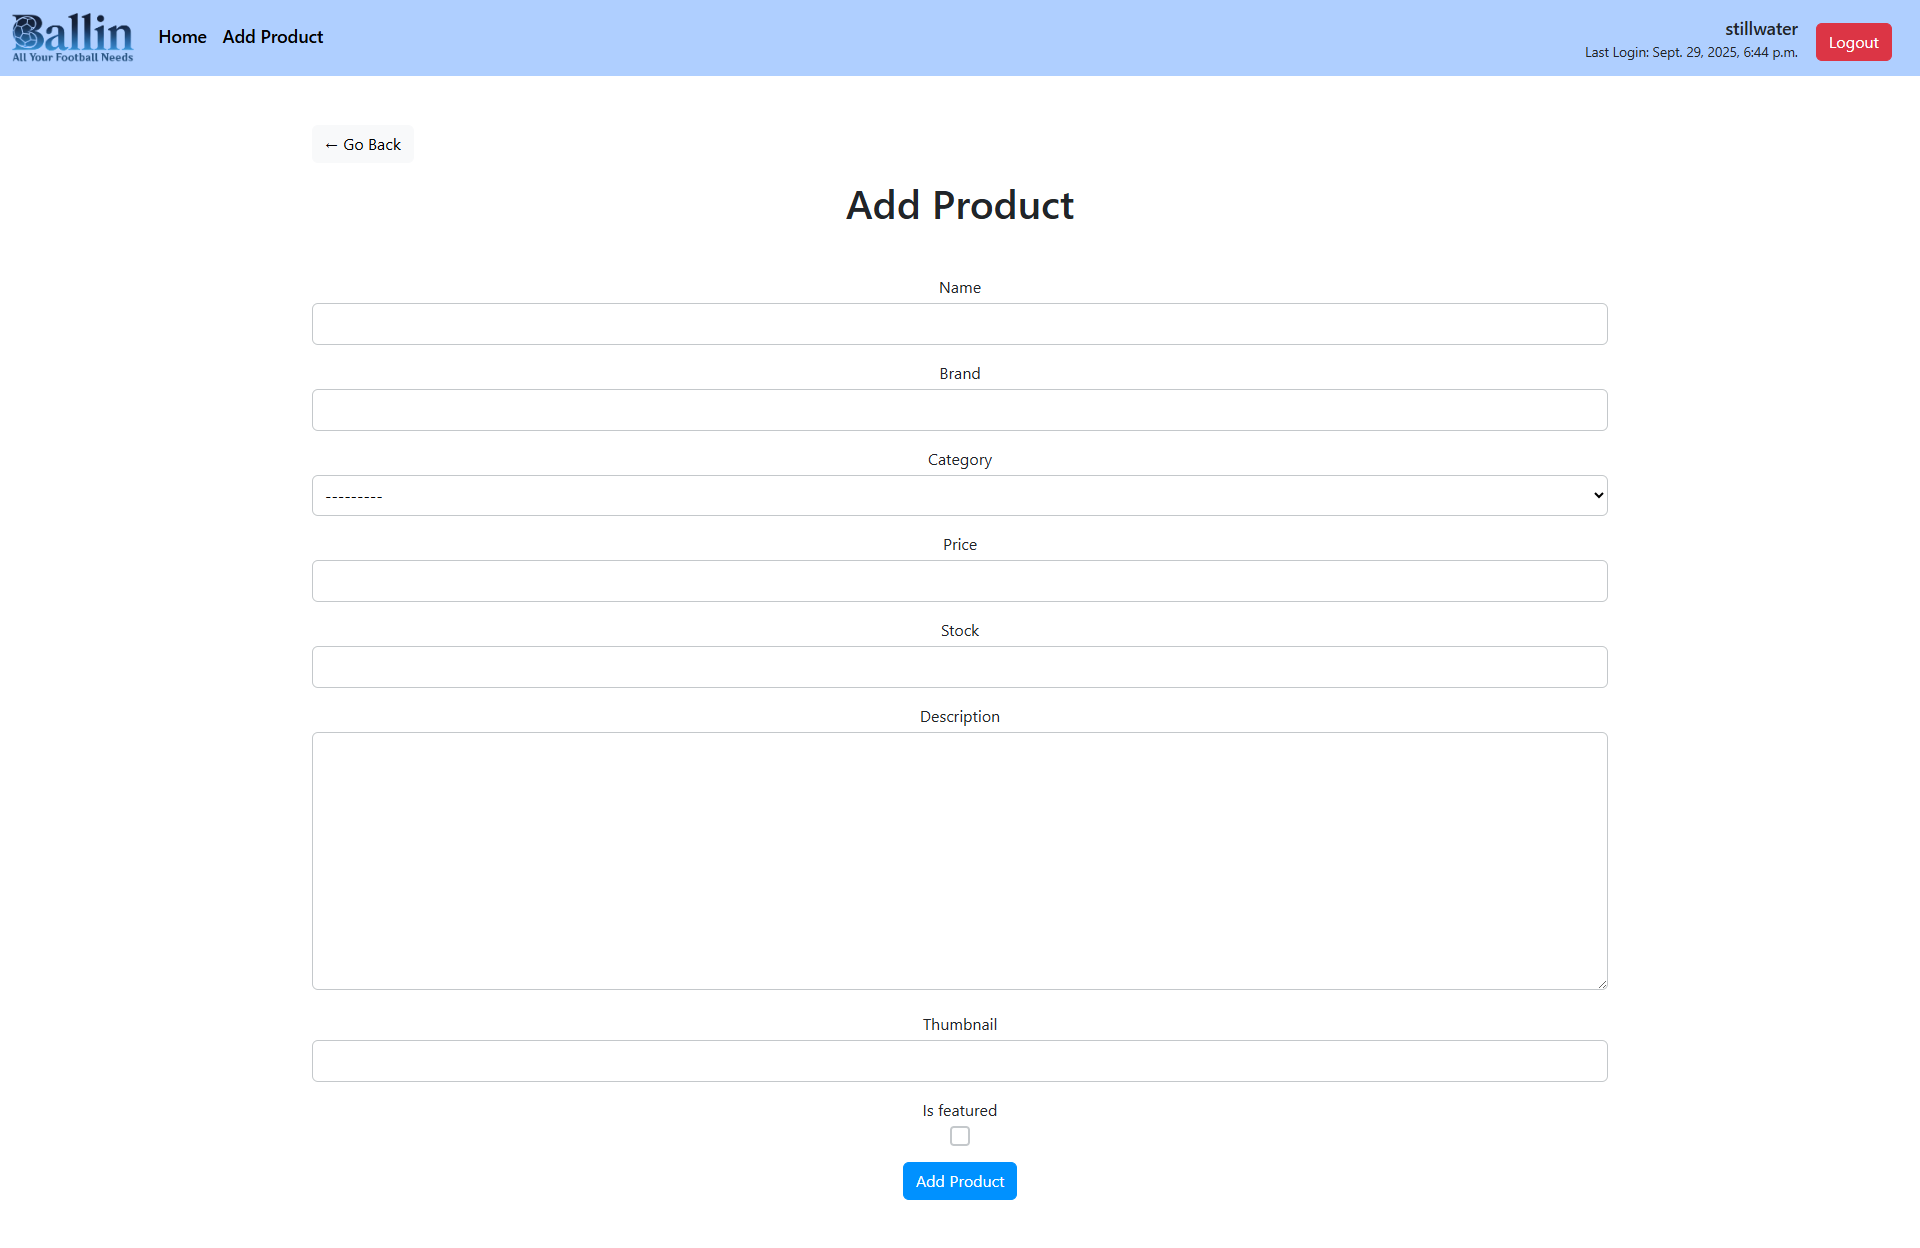 Ballin
All Your Football Needs
Home
Add Product
stillwater
Last Login: Sept. 29, 2025, 6:44 p.m.
Logout
← Go Back
Add Product
Name
Brand
Category
---------
Price
Stock
Description
Thumbnail
Is featured
Add Product